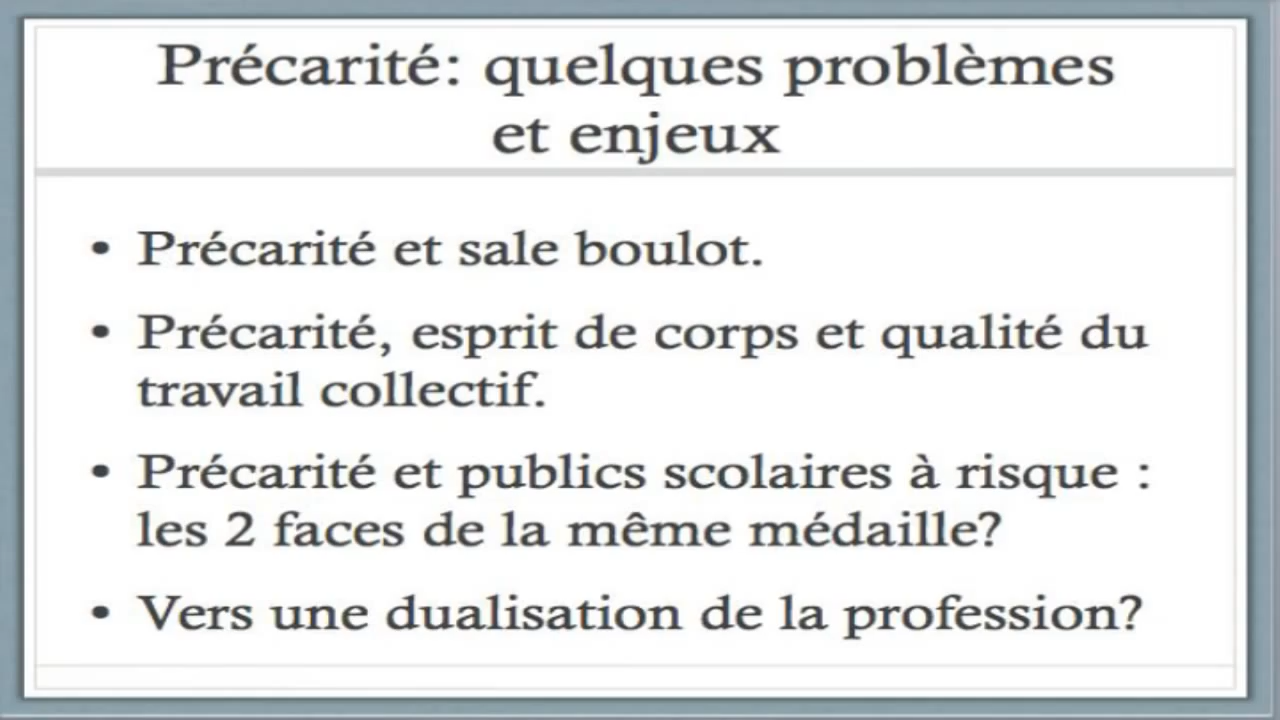 Précarité: quelques problèmes
et enjeux
• Précarité et sale boulot.
• Précarité, esprit de corps et qualité du
travail collectif.
• Précarité et publics scolaires à risque :
les 2 faces de la même médaille?
• Vers une dualisation de la profession?